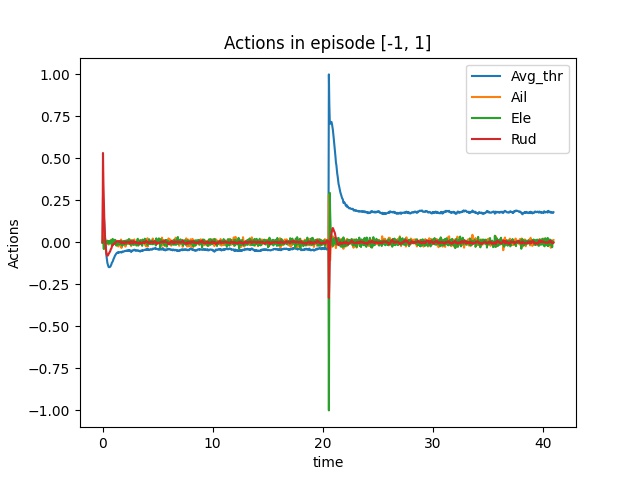 Actions in episode [-1, 1]
Avg_thr
Ail
Ele
Rud
1.00
0.75
0.50
0.25
0.00
−0.25
−0.50
−0.75
−1.00
Actions
0 10 20 30 40
time